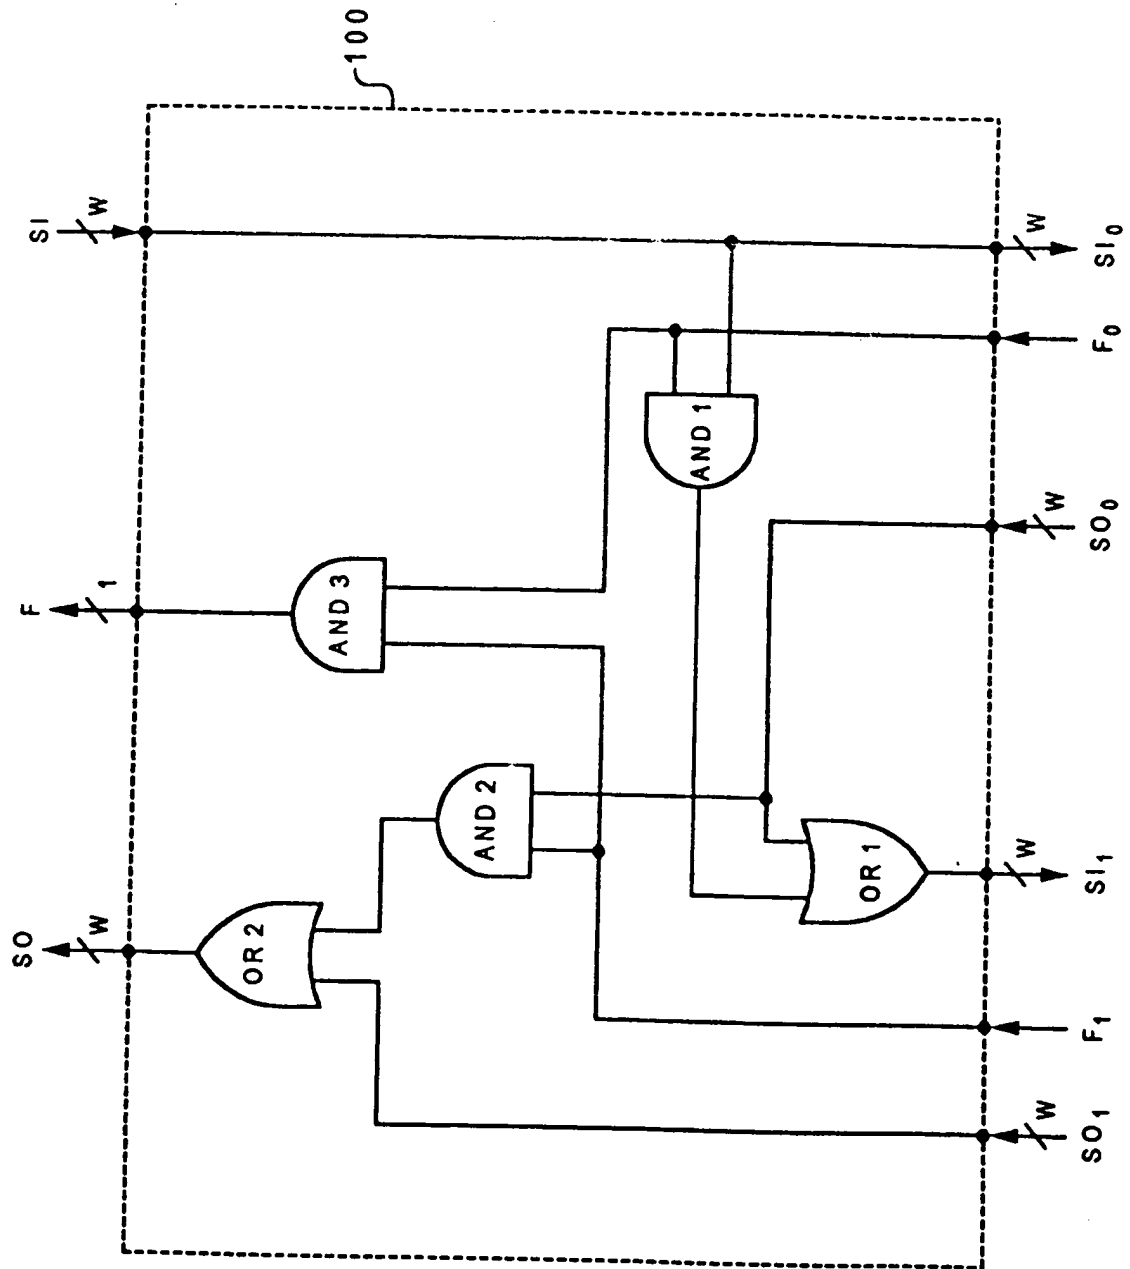 100
SI
W
F
1
SO
W
AND 3
OR 2
AND 2
AND 1
OR 1
W
SI₀
F₀
W
SO₀
W
SI₁
F₁
W
SO₁